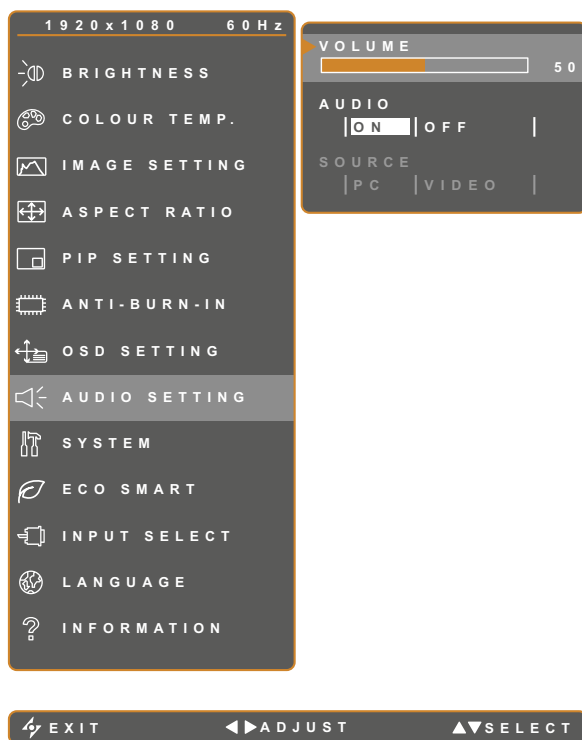 1920x1080 60Hz
BRIGHTNESS
COLOUR TEMP.
IMAGE SETTING
ASPECT RATIO
PIP SETTING
ANTI-BURN-IN
OSD SETTING
AUDIO SETTING
SYSTEM
ECO SMART
INPUT SELECT
LANGUAGE
INFORMATION
VOLUME
50
AUDIO
ON OFF
SOURCE
PC VIDEO
EXIT ADJUST SELECT